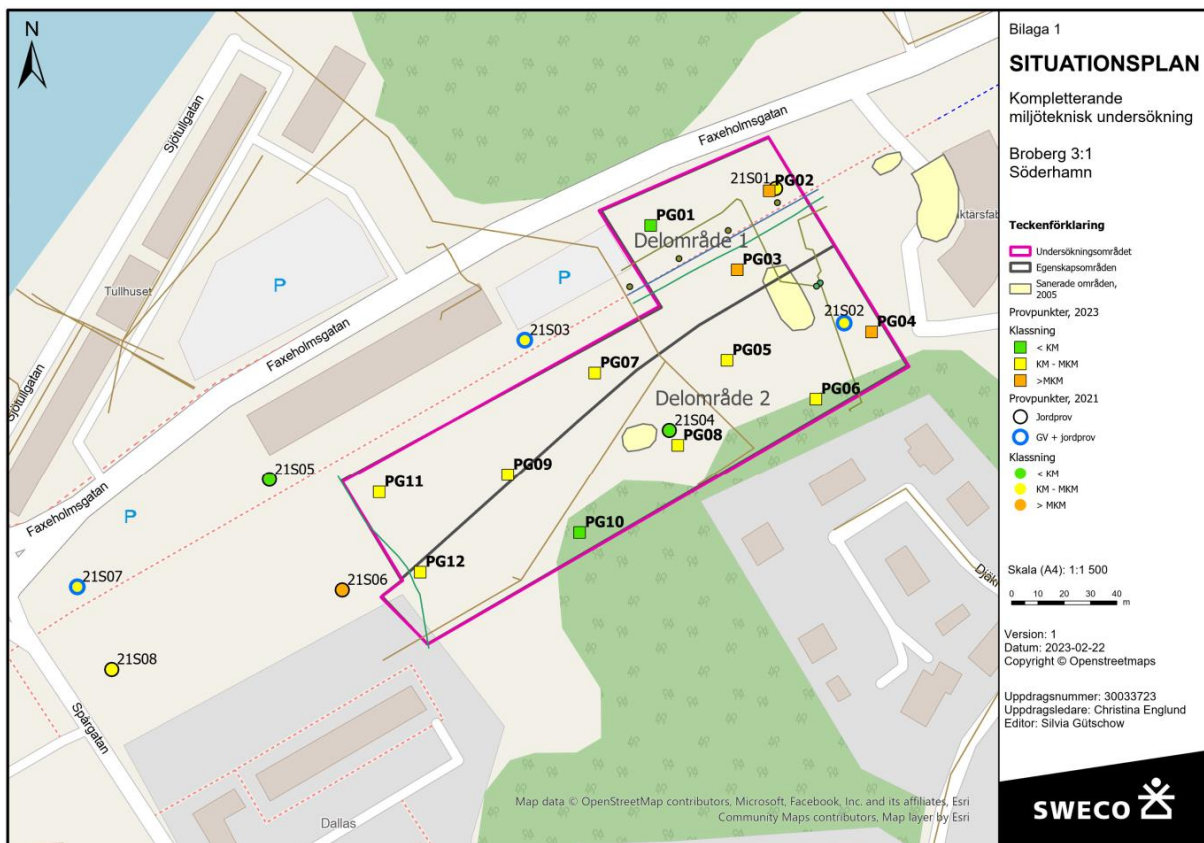 N
Sjötullgatan
Sjötullgatan
Tullhuset
P
P
P
Faxeholmsgatan
Faxeholmsgatan
Faxeholmsgatan
21S01
PG02
PG01
Delområde 1
PG03
21S02
PG04
21S03
PG07
PG05
PG06
Delområde 2
21S04
PG08
21S05
PG11
PG09
PG10
PG12
21S06
21S07
21S08
Spårgatan
Dallas
Map data © OpenStreetMap contributors, Microsoft, Facebook, Inc. and its affiliates, Esri
Community Maps contributors, Map layer by Esri
Bilaga 1
SITUATIONSPLAN
Kompletterande
miljöteknisk undersökning
Broberg 3:1
Söderhamn
Teckenförklaring
Undersökningsområdet
Egenskapsområden
Sanerade områden,
2005
Provpunkter, 2023
Klassning
< KM
KM - MKM
>MKM
Provpunkter, 2021
Jordprov
GV + jordprov
Klassning
< KM
KM - MKM
> MKM
Skala (A4): 1:1 500
0 10 20 30 40
m
Version: 1
Datum: 2023-02-22
Copyright © Openstreetmaps
Uppdragsnummer: 30033723
Uppdragsledare: Christina Englund
Editor: Silvia Gütschow
SWECO